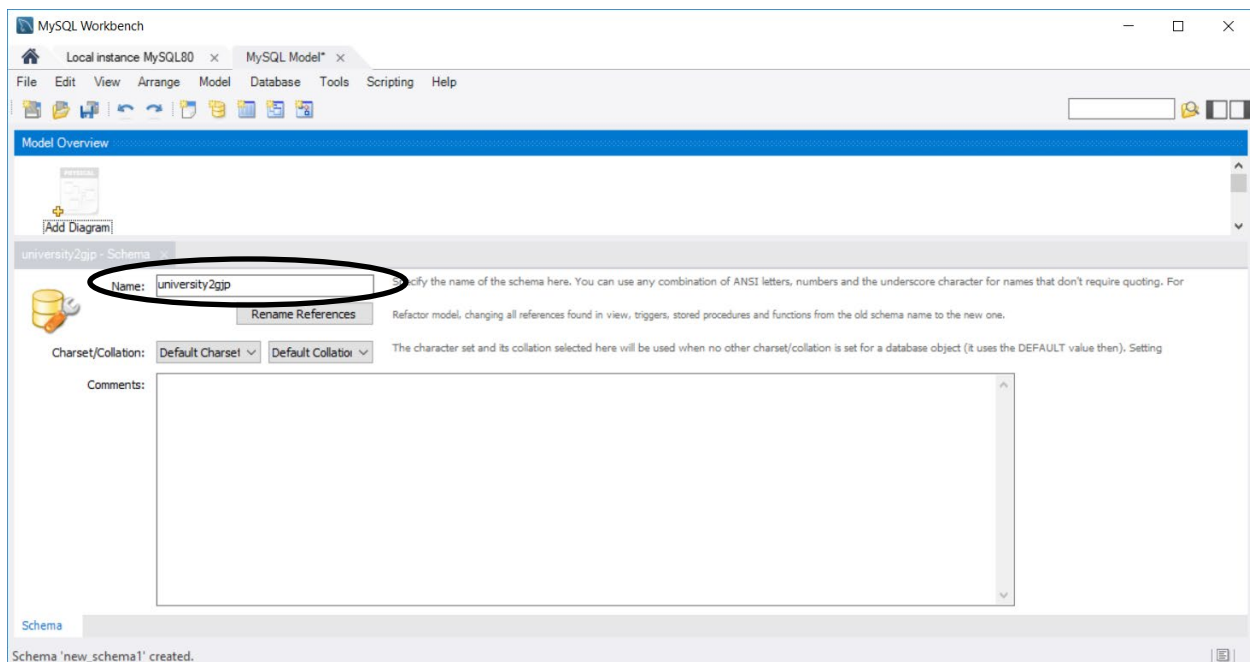 MySQL Workbench
Local instance MySQL80 MySQL Model*
File Edit View Arrange Model Database Tools Scripting Help
Model Overview
PHYSICAL
Add Diagram
university2gjp - Schema
Name: university2gjp
Specify the name of the schema here. You can use any combination of ANSI letters, numbers and the underscore character for names that don't require quoting. For
Rename References
Refactor model, changing all references found in view, triggers, stored procedures and functions from the old schema name to the new one.
Charset/Collation: Default Charset Default Collation
The character set and its collation selected here will be used when no other charset/collation is set for a database object (it uses the DEFAULT value then). Setting
Comments:
Schema
Schema 'new_schema1' created.